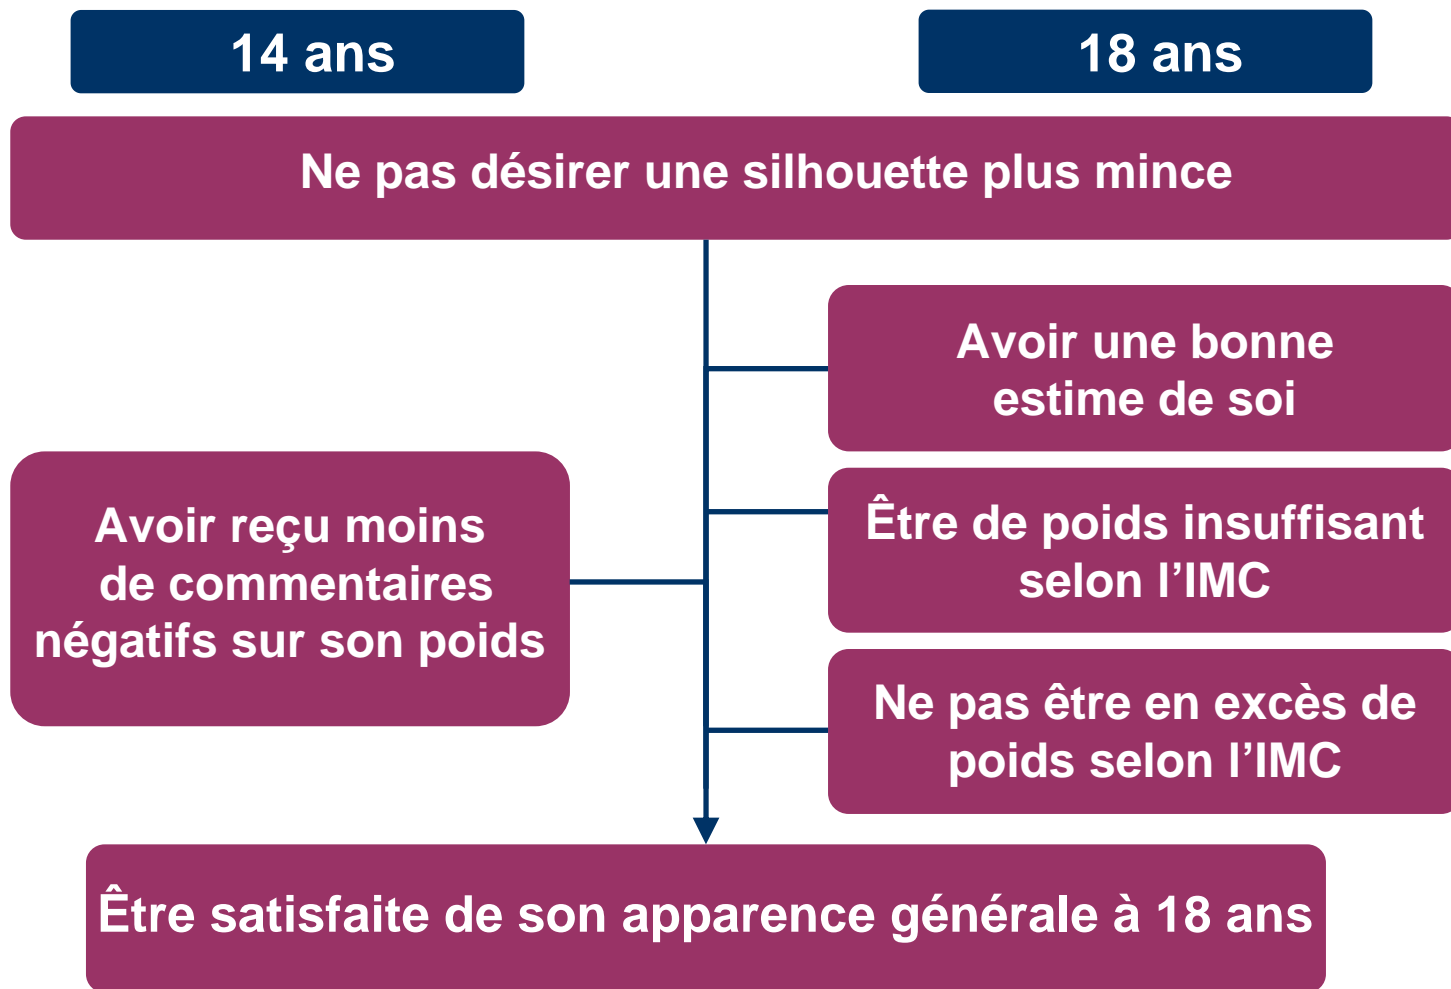 14 ans
18 ans
Ne pas désirer une silhouette plus mince
Avoir une bonne
estime de soi
Avoir reçu moins
de commentaires
négatifs sur son poids
Être de poids insuffisant
selon l’IMC
Ne pas être en excès de
poids selon l’IMC
Être satisfaite de son apparence générale à 18 ans